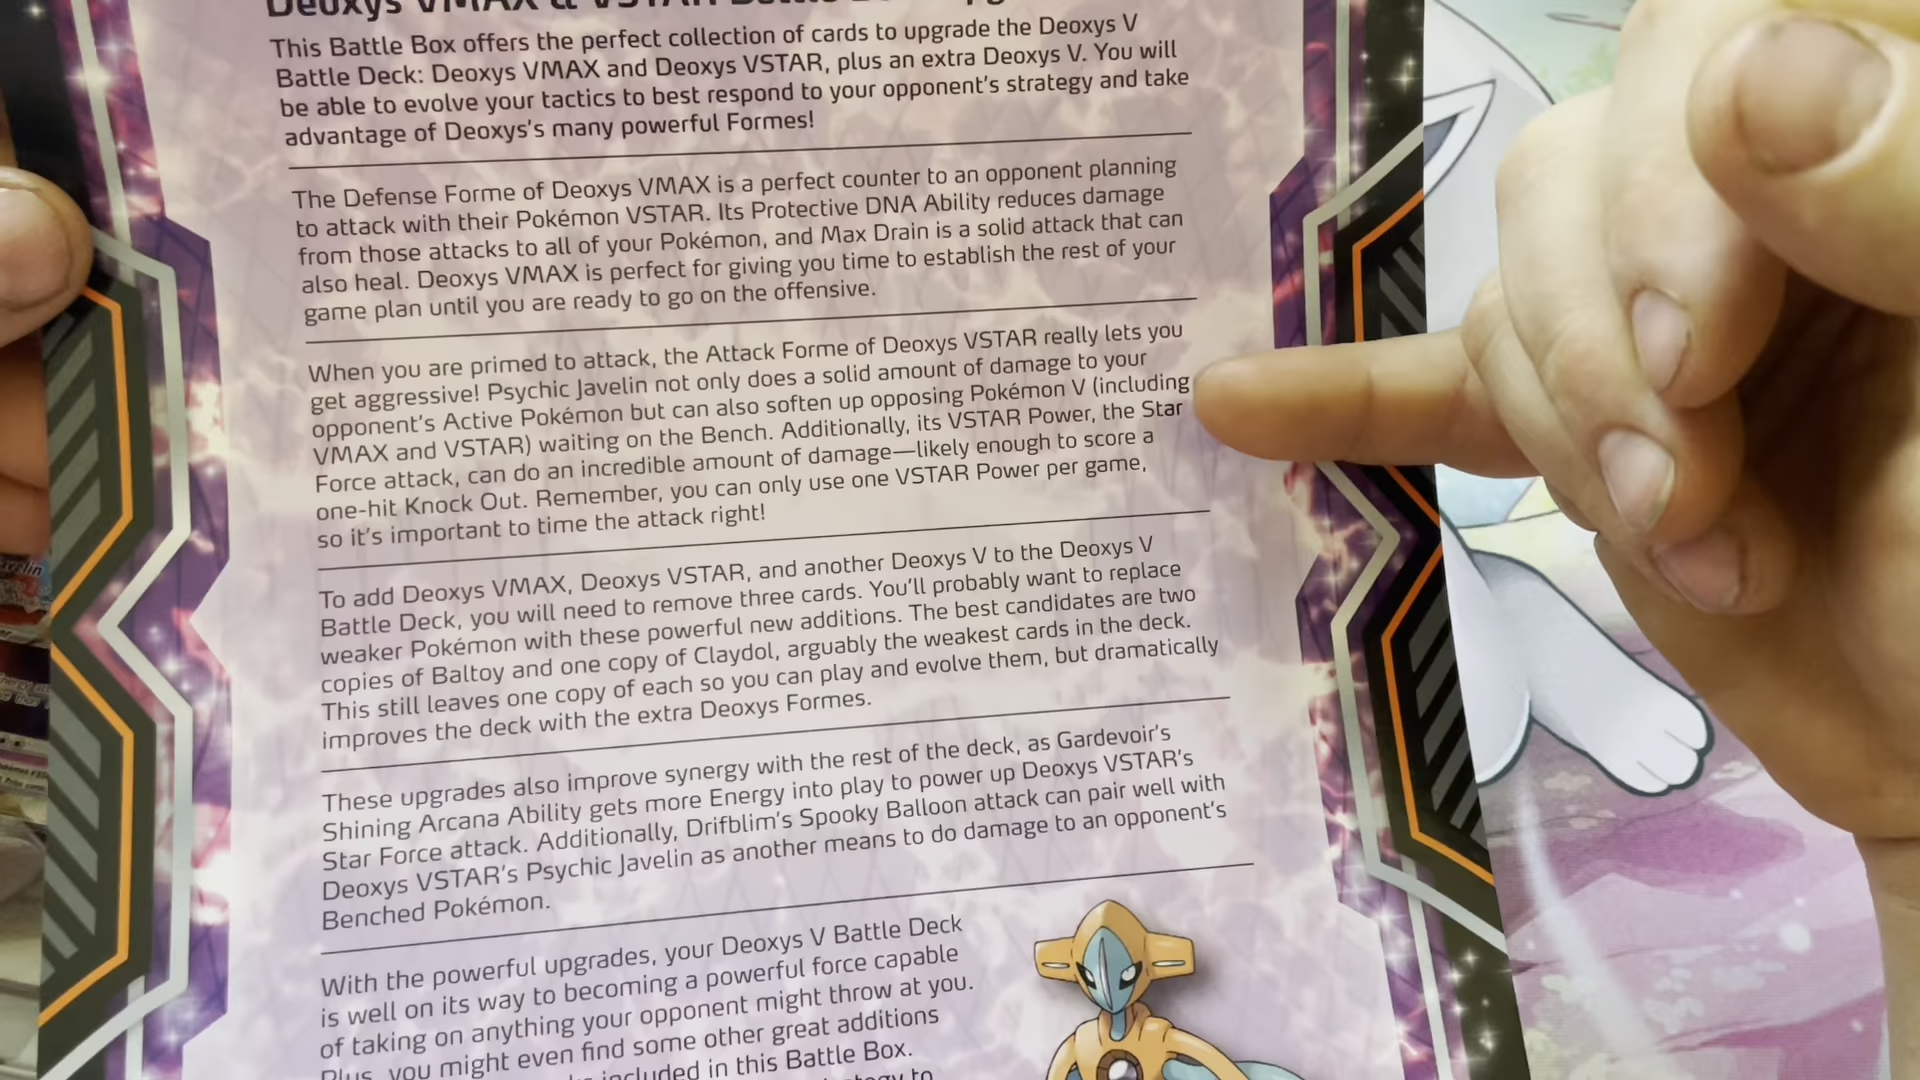 Deoxys VMAX & VSTAR Battle
This Battle Box offers the perfect collection of cards to upgrade the Deoxys V
Battle Deck: Deoxys VMAX and Deoxys VSTAR, plus an extra Deoxys V. You will
be able to evolve your tactics to best respond to your opponent's strategy and take
advantage of Deoxys's many powerful Formes!
The Defense Forme of Deoxys VMAX is a perfect counter to an opponent planning
to attack with their Pokémon VSTAR. Its Protective DNA Ability reduces damage
from those attacks to all of your Pokémon, and Max Drain is a solid attack that can
also heal. Deoxys VMAX is perfect for giving you time to establish the rest of your
game plan until you are ready to go on the offensive.
When you are primed to attack, the Attack Forme of Deoxys VSTAR really lets you
get aggressive! Psychic Javelin not only does a solid amount of damage to your
opponent's Active Pokémon but can also soften up opposing Pokémon V (including
VMAX and VSTAR) waiting on the Bench. Additionally, its VSTAR Power, the Star
Force attack, can do an incredible amount of damage—likely enough to score a
one-hit Knock Out. Remember, you can only use one VSTAR Power per game,
so it's important to time the attack right!
To add Deoxys VMAX, Deoxys VSTAR, and another Deoxys V to the Deoxys V
Battle Deck, you will need to remove three cards. You'll probably want to replace
weaker Pokémon with these powerful new additions. The best candidates are two
copies of Baltoy and one copy of Claydol, arguably the weakest cards in the deck.
This still leaves one copy of each so you can play and evolve them, but dramatically
improves the deck with the extra Deoxys Formes.
These upgrades also improve synergy with the rest of the deck, as Gardevoir's
Shining Arcana Ability gets more Energy into play to power up Deoxys VSTAR's
Star Force attack. Additionally, Drifblim's Spooky Balloon attack can pair well with
Deoxys VSTAR's Psychic Javelin as another means to do damage to an opponent's
Benched Pokémon.
With the powerful upgrades, your Deoxys V Battle Deck
is well on its way to becoming a powerful force capable
of taking on anything your opponent might throw at you.
Plus, you might even find some other great additions
included in this Battle Box.
to